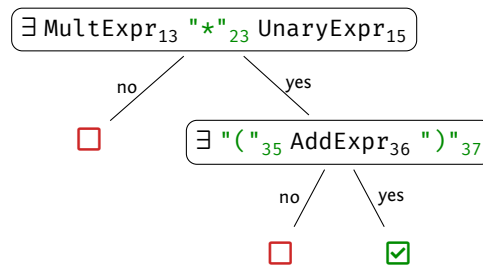 ∃ MultExpr₁₃ "*"₂₃ UnaryExpr₁₅
no
yes
∃ "("₃₅ AddExpr₃₆ ")"₃₇
no
yes